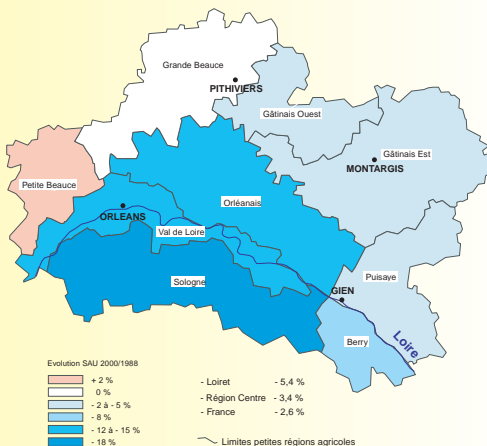 Grande Beauce
PITHIVIERS
Gâtinais Ouest
Gâtinais Est
MONTARGIS
Petite Beauce
Orléanais
ORLEANS
Val de Loire
Sologne
Puisaye
GIEN
Berry
Loire
Evolution SAU 2000/1988
+ 2 %
0 %
- 2 à - 5 %
- 8 %
- 12 à - 15 %
- 18 %
- Loiret - 5,4 %
- Région Centre - 3,4 %
- France - 2,6 %
Limites petites régions agricoles